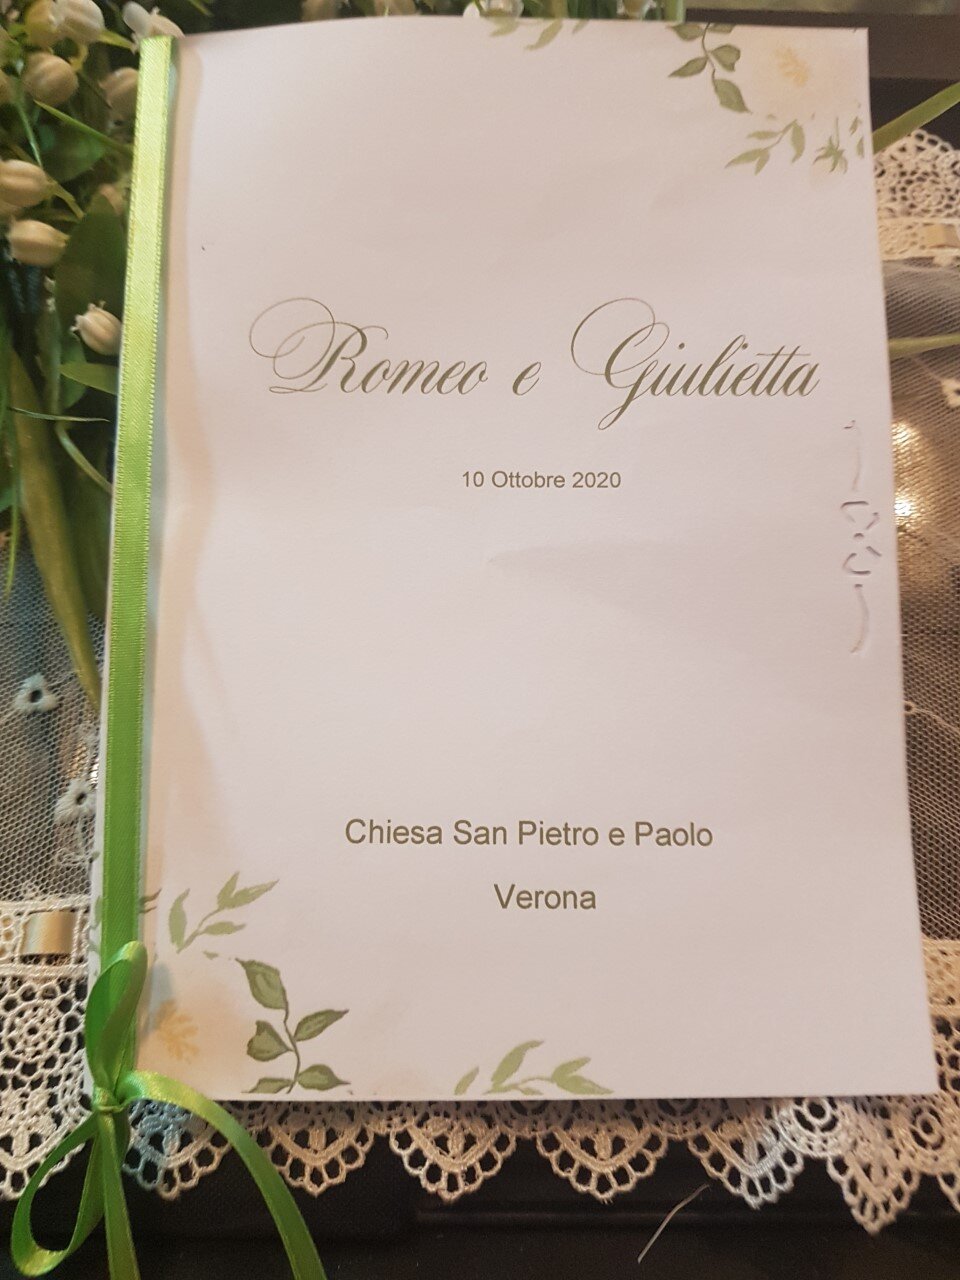 Romeo e Giulietta
10 Ottobre 2020
Chiesa San Pietro e Paolo
Verona